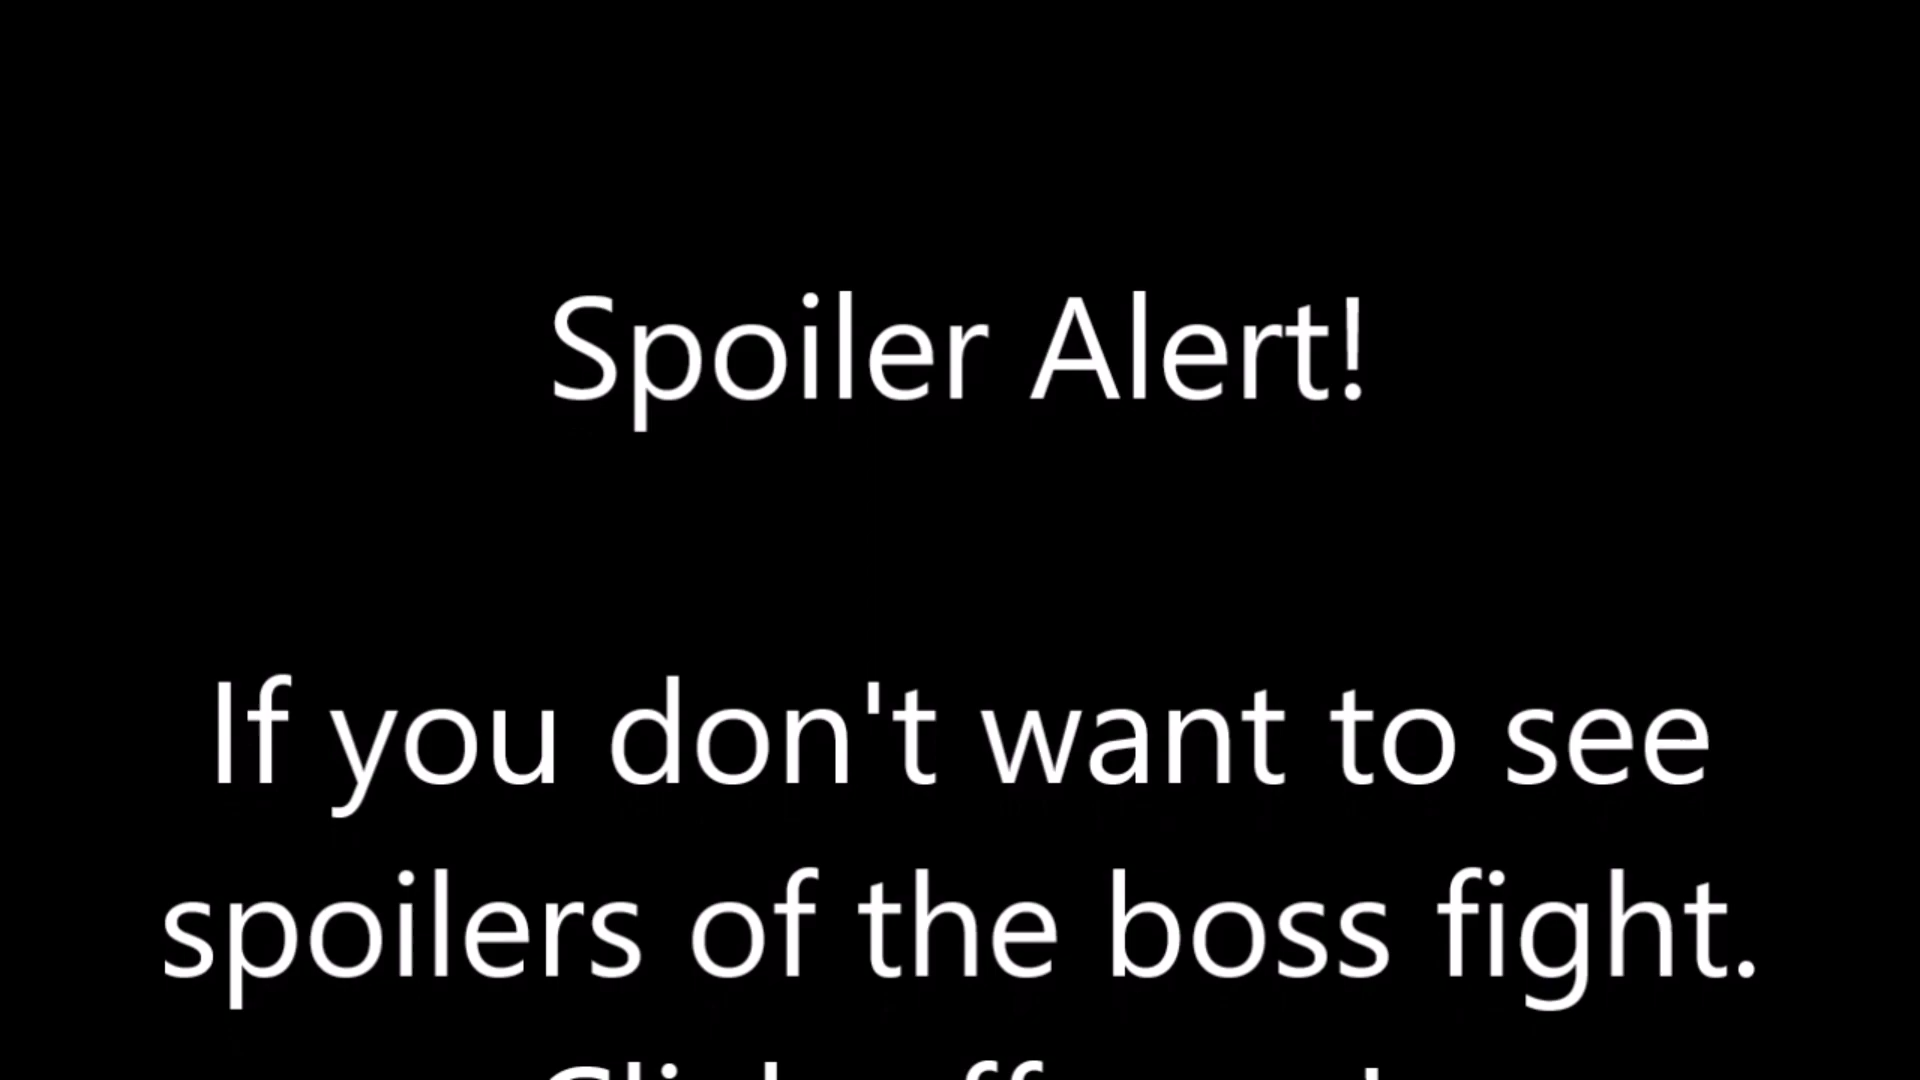 Spoiler Alert!
If you don't want to see
spoilers of the boss fight.